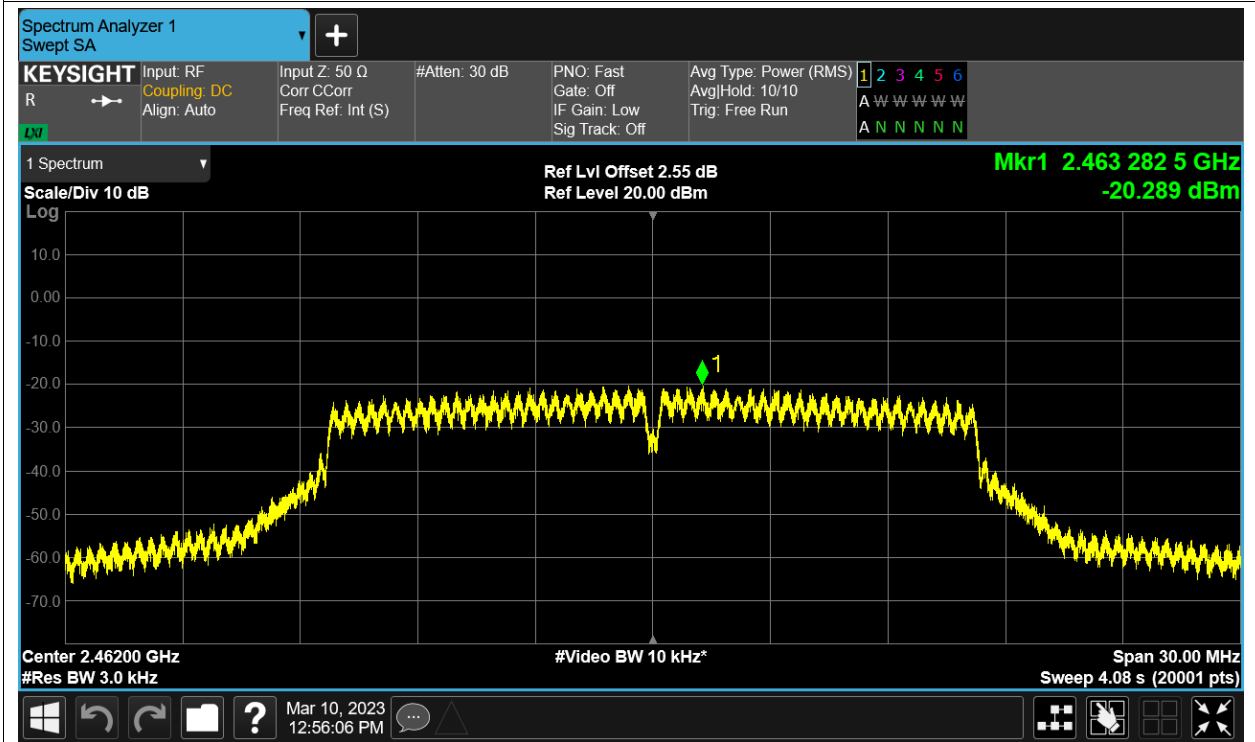 Spectrum Analyzer 1
Swept SA
KEYSIGHT
R
LXI
Input: RF
Coupling: DC
Align: Auto
Input Z: 50 Ω
Corr CCorr
Freq Ref: Int (S)
#Atten: 30 dB
PNO: Fast
Gate: Off
IF Gain: Low
Sig Track: Off
Avg Type: Power (RMS)
Avg|Hold: 10/10
Trig: Free Run
1 2 3 4 5 6
A W W W W W
A N N N N N
1 Spectrum
Scale/Div 10 dB
Log
Ref Lvl Offset 2.55 dB
Ref Level 20.00 dBm
Mkr1 2.463 282 5 GHz
-20.289 dBm
10.0
0.00
-10.0
1
-20.0
-30.0
-40.0
-50.0
-60.0
-70.0
Center 2.46200 GHz
#Res BW 3.0 kHz
#Video BW 10 kHz*
Span 30.00 MHz
Sweep 4.08 s (20001 pts)
?
Mar 10, 2023
12:56:06 PM